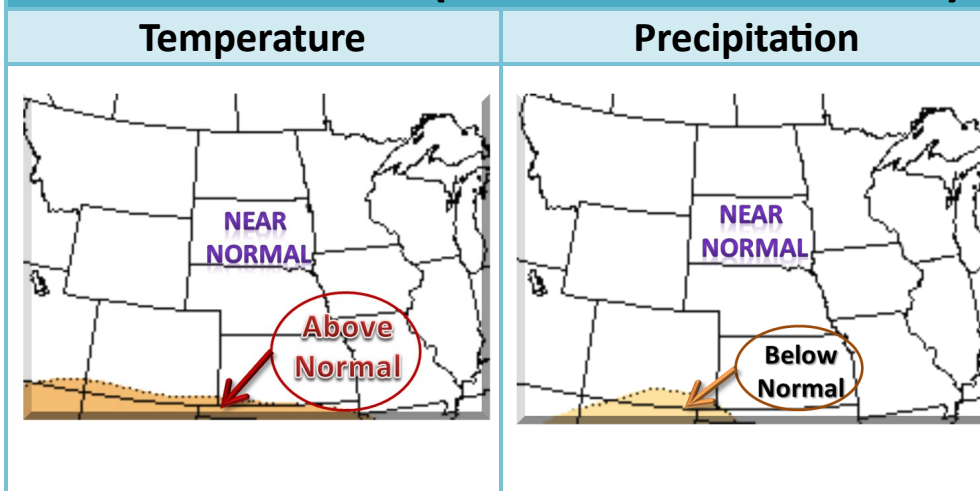 Temperature
Precipitation
NEAR
NORMAL
Above
Normal
NEAR
NORMAL
Below
Normal